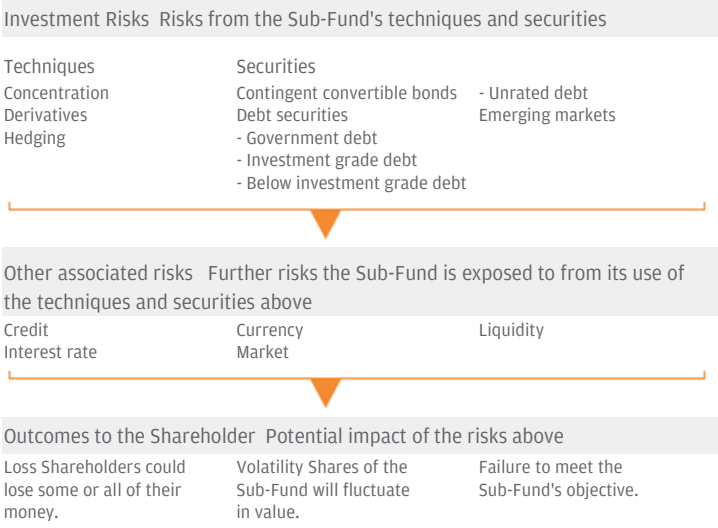 Investment Risks Risks from the Sub-Fund's techniques and securities
Techniques
Concentration
Derivatives
Hedging
Securities
Contingent convertible bonds
Debt securities
- Government debt
- Investment grade debt
- Below investment grade debt
- Unrated debt
Emerging markets
Other associated risks Further risks the Sub-Fund is exposed to from its use of
the techniques and securities above
Credit
Interest rate
Currency
Market
Liquidity
Outcomes to the Shareholder Potential impact of the risks above
Loss Shareholders could
lose some or all of their
money.
Volatility Shares of the
Sub-Fund will fluctuate
in value.
Failure to meet the
Sub-Fund's objective.